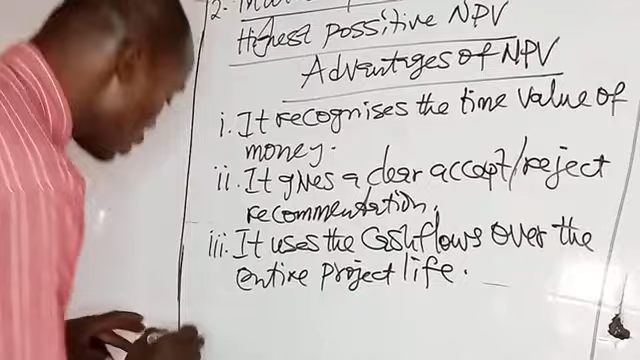 2.
Highest possitive NPV
Advantages of NPV
i. It recognises the time value of
money.
ii. It gives a clear accept/reject
recommendation.
iii. It uses the Cashflows over the
entire project life.